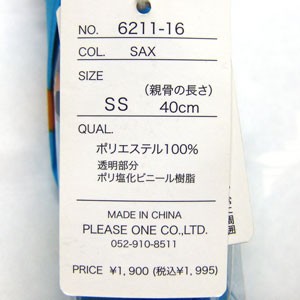 NO. 6211-16
COL. SAX
SIZE
(親骨の長さ)
SS 40cm
QUAL.
ポリエステル100%
透明部分
ポリ塩化ビニール樹脂
MADE IN CHINA
PLEASE ONE CO.,LTD.
052-910-8511
PRICE ¥1,900 (税込¥1,995)